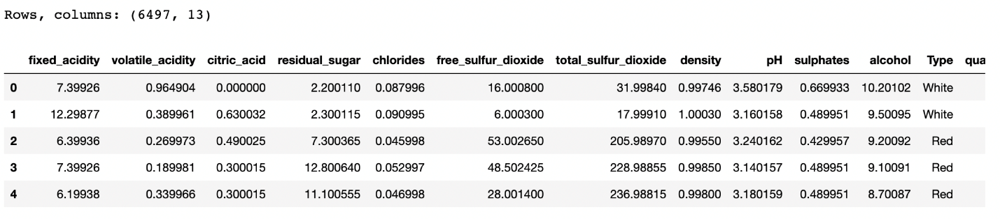 Rows, columns: (6497, 13)
fixed_acidity volatile_acidity citric_acid residual_sugar chlorides free_sulfur_dioxide total_sulfur_dioxide density pH sulphates alcohol Type qua
0 7.39926 0.964904 0.000000 2.200110 0.087996 16.000800 31.99840 0.99746 3.580179 0.669933 10.20102 White
1 12.29877 0.389961 0.630032 2.300115 0.090995 6.000300 17.99910 1.00030 3.160158 0.489951 9.50095 White
2 6.39936 0.269973 0.490025 7.300365 0.045998 53.002650 205.98970 0.99550 3.240162 0.429957 9.20092 Red
3 7.39926 0.189981 0.300015 12.800640 0.052997 48.502425 228.98855 0.99850 3.140157 0.489951 9.10091 Red
4 6.19938 0.339966 0.300015 11.100555 0.046998 28.001400 236.98815 0.99800 3.180159 0.489951 8.70087 Red